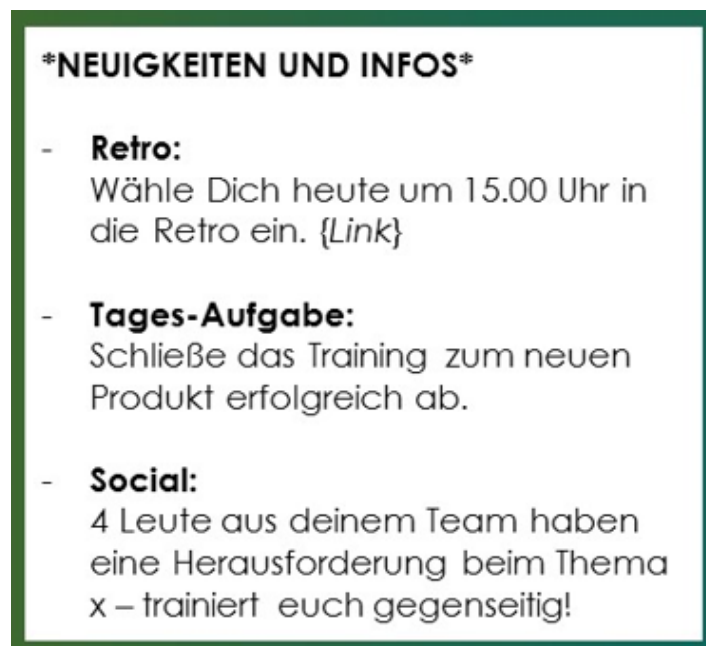 *NEUIGKEITEN UND INFOS*
- Retro:
Wähle Dich heute um 15.00 Uhr in
die Retro ein. {Link}
- Tages-Aufgabe:
Schließe das Training zum neuen
Produkt erfolgreich ab.
- Social:
4 Leute aus deinem Team haben
eine Herausforderung beim Thema
x – trainiert euch gegenseitig!